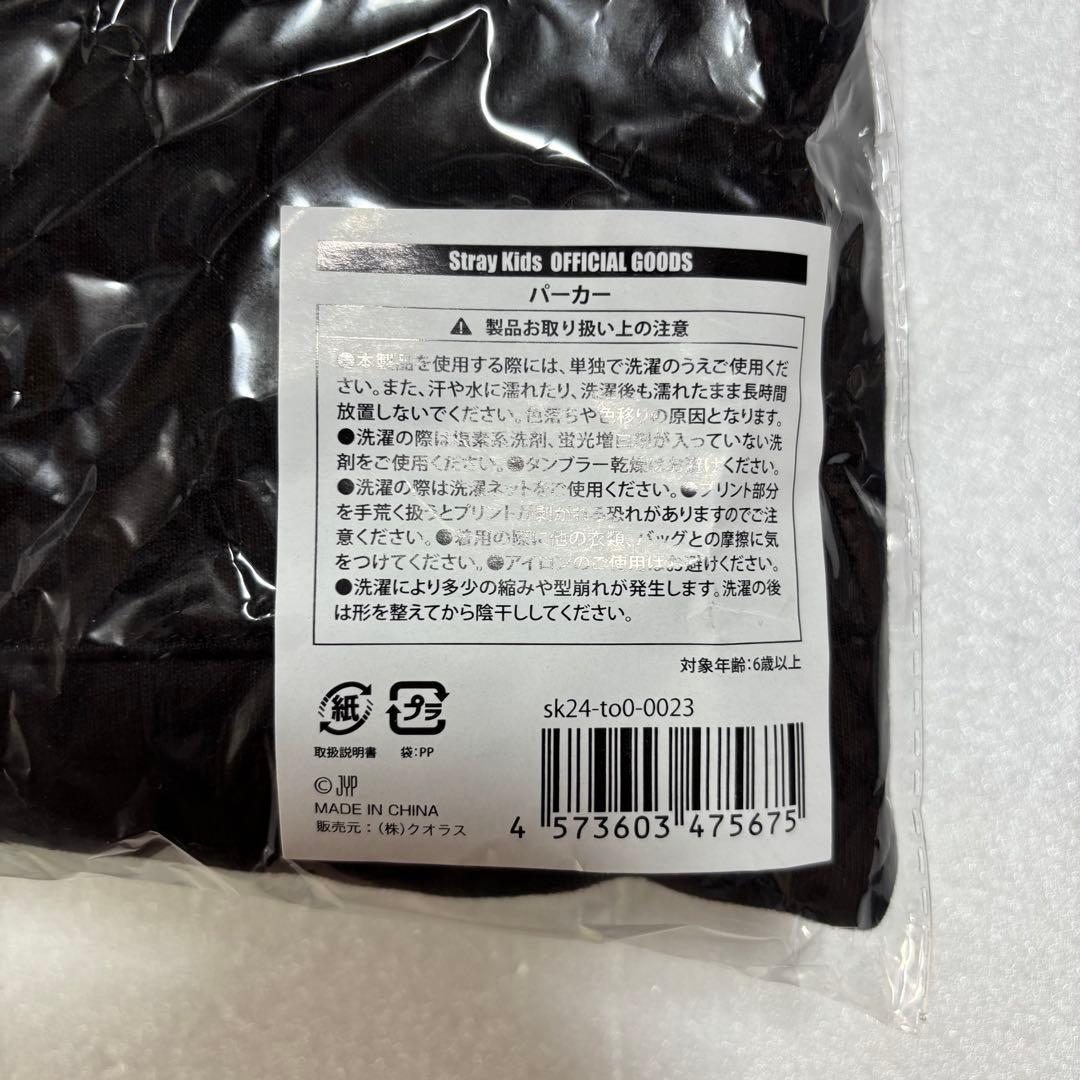 Stray Kids OFFICIAL GOODS
パーカー
⚠ 製品お取り扱い上の注意
●本製品を使用する際には、単独で洗濯のうえご使用くだ
さい。また、汗や水に濡れたり、洗濯後も濡れたまま長時間
放置しないでください。色落ちや色移りの原因となります。
●洗濯の際は塩素系洗剤、蛍光増白剤が入っていない洗
剤をご使用ください。●タンブラー乾燥はお避けください。
●洗濯の際は洗濯ネットをご使用ください。●プリント部分
を手荒く扱うとプリントが剥がれる恐れがありますのでご注
意ください。●着用の際に他の衣類、バッグとの摩擦に気
をつけてください。●アイロンのご使用はお避けください。
●洗濯により多少の縮みや型崩れが発生します。洗濯の後
は形を整えてから陰干ししてください。
対象年齢:6歳以上
紙 プラ
取扱説明書 袋:PP
sk24-to0-0023
© JYP
MADE IN CHINA
販売元：(株)クオラス
4 573603 475675